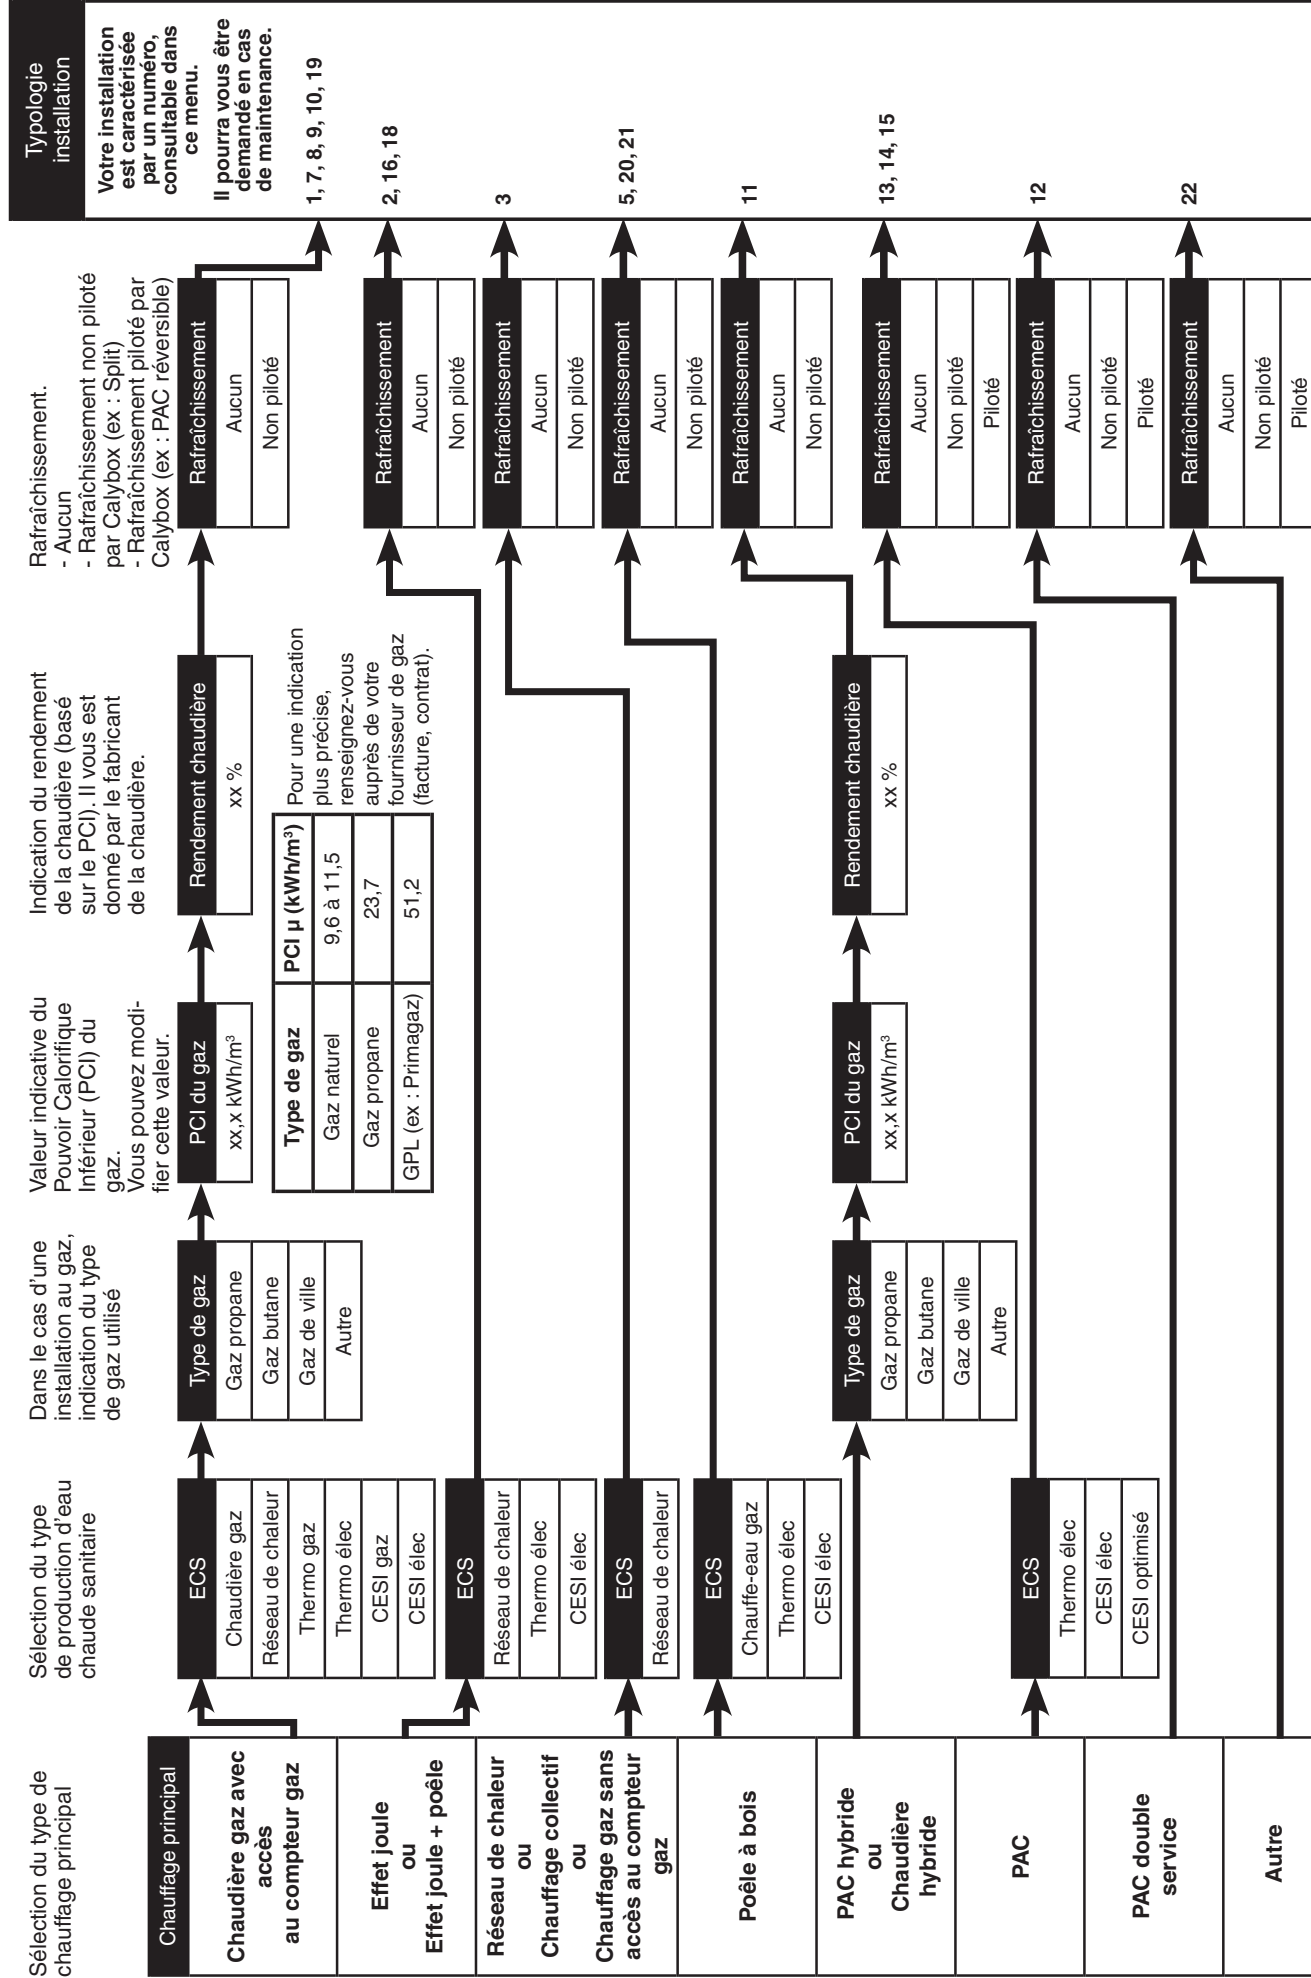 Sélection du type de
chauffage principal
Chauffage principal
Chaudière gaz avec
accès
au compteur gaz
Effet joule
ou
Effet joule + poêle
Réseau de chaleur
ou
Chauffage collectif
ou
Chauffage gaz sans
accès au compteur
gaz
Poêle à bois
PAC hybride
ou
Chaudière
hybride
PAC
PAC double
service
Autre
Sélection du type
de production d'eau
chaude sanitaire
ECS
Chaudière gaz
Réseau de chaleur
Thermo gaz
Thermo élec
CESI gaz
CESI élec
ECS
Réseau de chaleur
Thermo élec
CESI élec
ECS
Réseau de chaleur
ECS
Chauffe-eau gaz
Thermo élec
CESI élec
ECS
Thermo élec
CESI élec
CESI optimisé
Dans le cas d'une
installation au gaz,
indication du type
de gaz utilisé
Type de gaz
Gaz propane
Gaz butane
Gaz de ville
Autre
Type de gaz
Gaz propane
Gaz butane
Gaz de ville
Autre
Valeur indicative du
Pouvoir Calorifique
Inférieur (PCI) du
gaz.
Vous pouvez modi-
fier cette valeur.
PCI du gaz
xx,x kWh/m³
Type de gaz PCI µ (kWh/m³)
Gaz naturel 9,6 à 11,5
Gaz propane 23,7
GPL (ex : Primagaz) 51,2
PCI du gaz
xx,x kWh/m³
Indication du rendement
de la chaudière (basé
sur le PCI). Il vous est
donné par le fabricant
de la chaudière.
Rendement chaudière
xx %
Pour une indication
plus précise,
renseignez-vous
auprès de votre
fournisseur de gaz
(facture, contrat).
Rendement chaudière
xx %
Rafraîchissement.
- Aucun
- Rafraîchissement non piloté
par Calybox (ex : Split)
- Rafraîchissement piloté par
Calybox (ex : PAC réversible)
Rafraîchissement
Aucun
Non piloté
Rafraîchissement
Aucun
Non piloté
Rafraîchissement
Aucun
Non piloté
Rafraîchissement
Aucun
Non piloté
Rafraîchissement
Aucun
Non piloté
Rafraîchissement
Aucun
Non piloté
Piloté
Rafraîchissement
Aucun
Non piloté
Piloté
Rafraîchissement
Aucun
Non piloté
Piloté
Typologie
installation
Votre installation
est caractérisée
par un numéro,
consultable dans
ce menu.
Il pourra vous être
demandé en cas
de maintenance.
1, 7, 8, 9, 10, 19
2, 16, 18
3
5, 20, 21
11
13, 14, 15
12
22